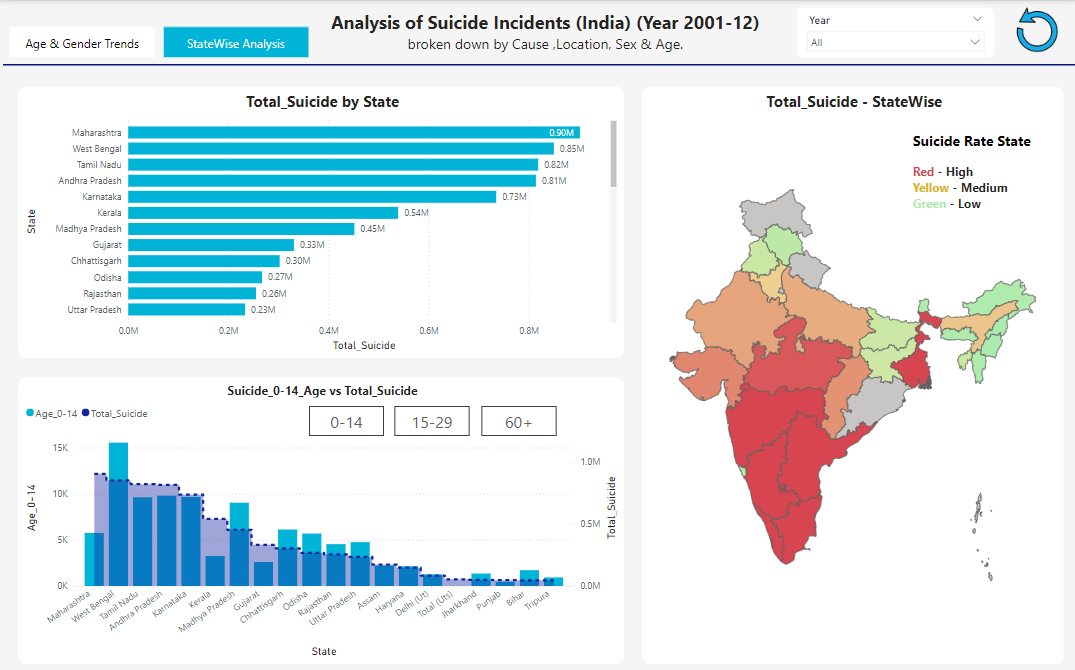 Age & Gender Trends
StateWise Analysis
Analysis of Suicide Incidents (India) (Year 2001-12)
broken down by Cause ,Location, Sex & Age.
Year
All
Total_Suicide by State
State
Maharashtra 0.90M
West Bengal 0.85M
Tamil Nadu 0.82M
Andhra Pradesh 0.81M
Karnataka 0.73M
Kerala 0.54M
Madhya Pradesh 0.45M
Gujarat 0.33M
Chhattisgarh 0.30M
Odisha 0.27M
Rajasthan 0.26M
Uttar Pradesh 0.23M
0.0M 0.2M 0.4M 0.6M 0.8M
Total_Suicide
Total_Suicide - StateWise
Suicide Rate State
Red - High
Yellow - Medium
Green - Low
Suicide_0-14_Age vs Total_Suicide
Age_0-14 Total_Suicide
0-14 15-29 60+
Age_0-14
15K
10K
5K
0K
1.0M
0.5M
0.0M
Total_Suicide
Maharashtra
West Bengal
Tamil Nadu
Andhra Pradesh
Karnataka
Kerala
Madhya Pradesh
Gujarat
Chhattisgarh
Odisha
Rajasthan
Uttar Pradesh
Assam
Haryana
Delhi (Ut)
Total (Uts)
Jharkhand
Punjab
Bihar
Tripura
State